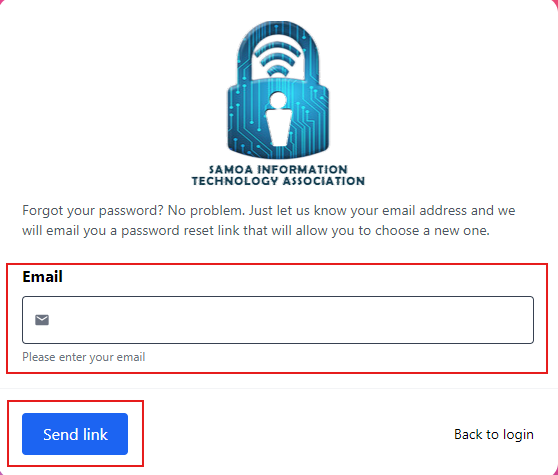 SAMOA INFORMATION
TECHNOLOGY ASSOCIATION
Forgot your password? No problem. Just let us know your email address and we
will email you a password reset link that will allow you to choose a new one.
Email
Please enter your email
Send link
Back to login